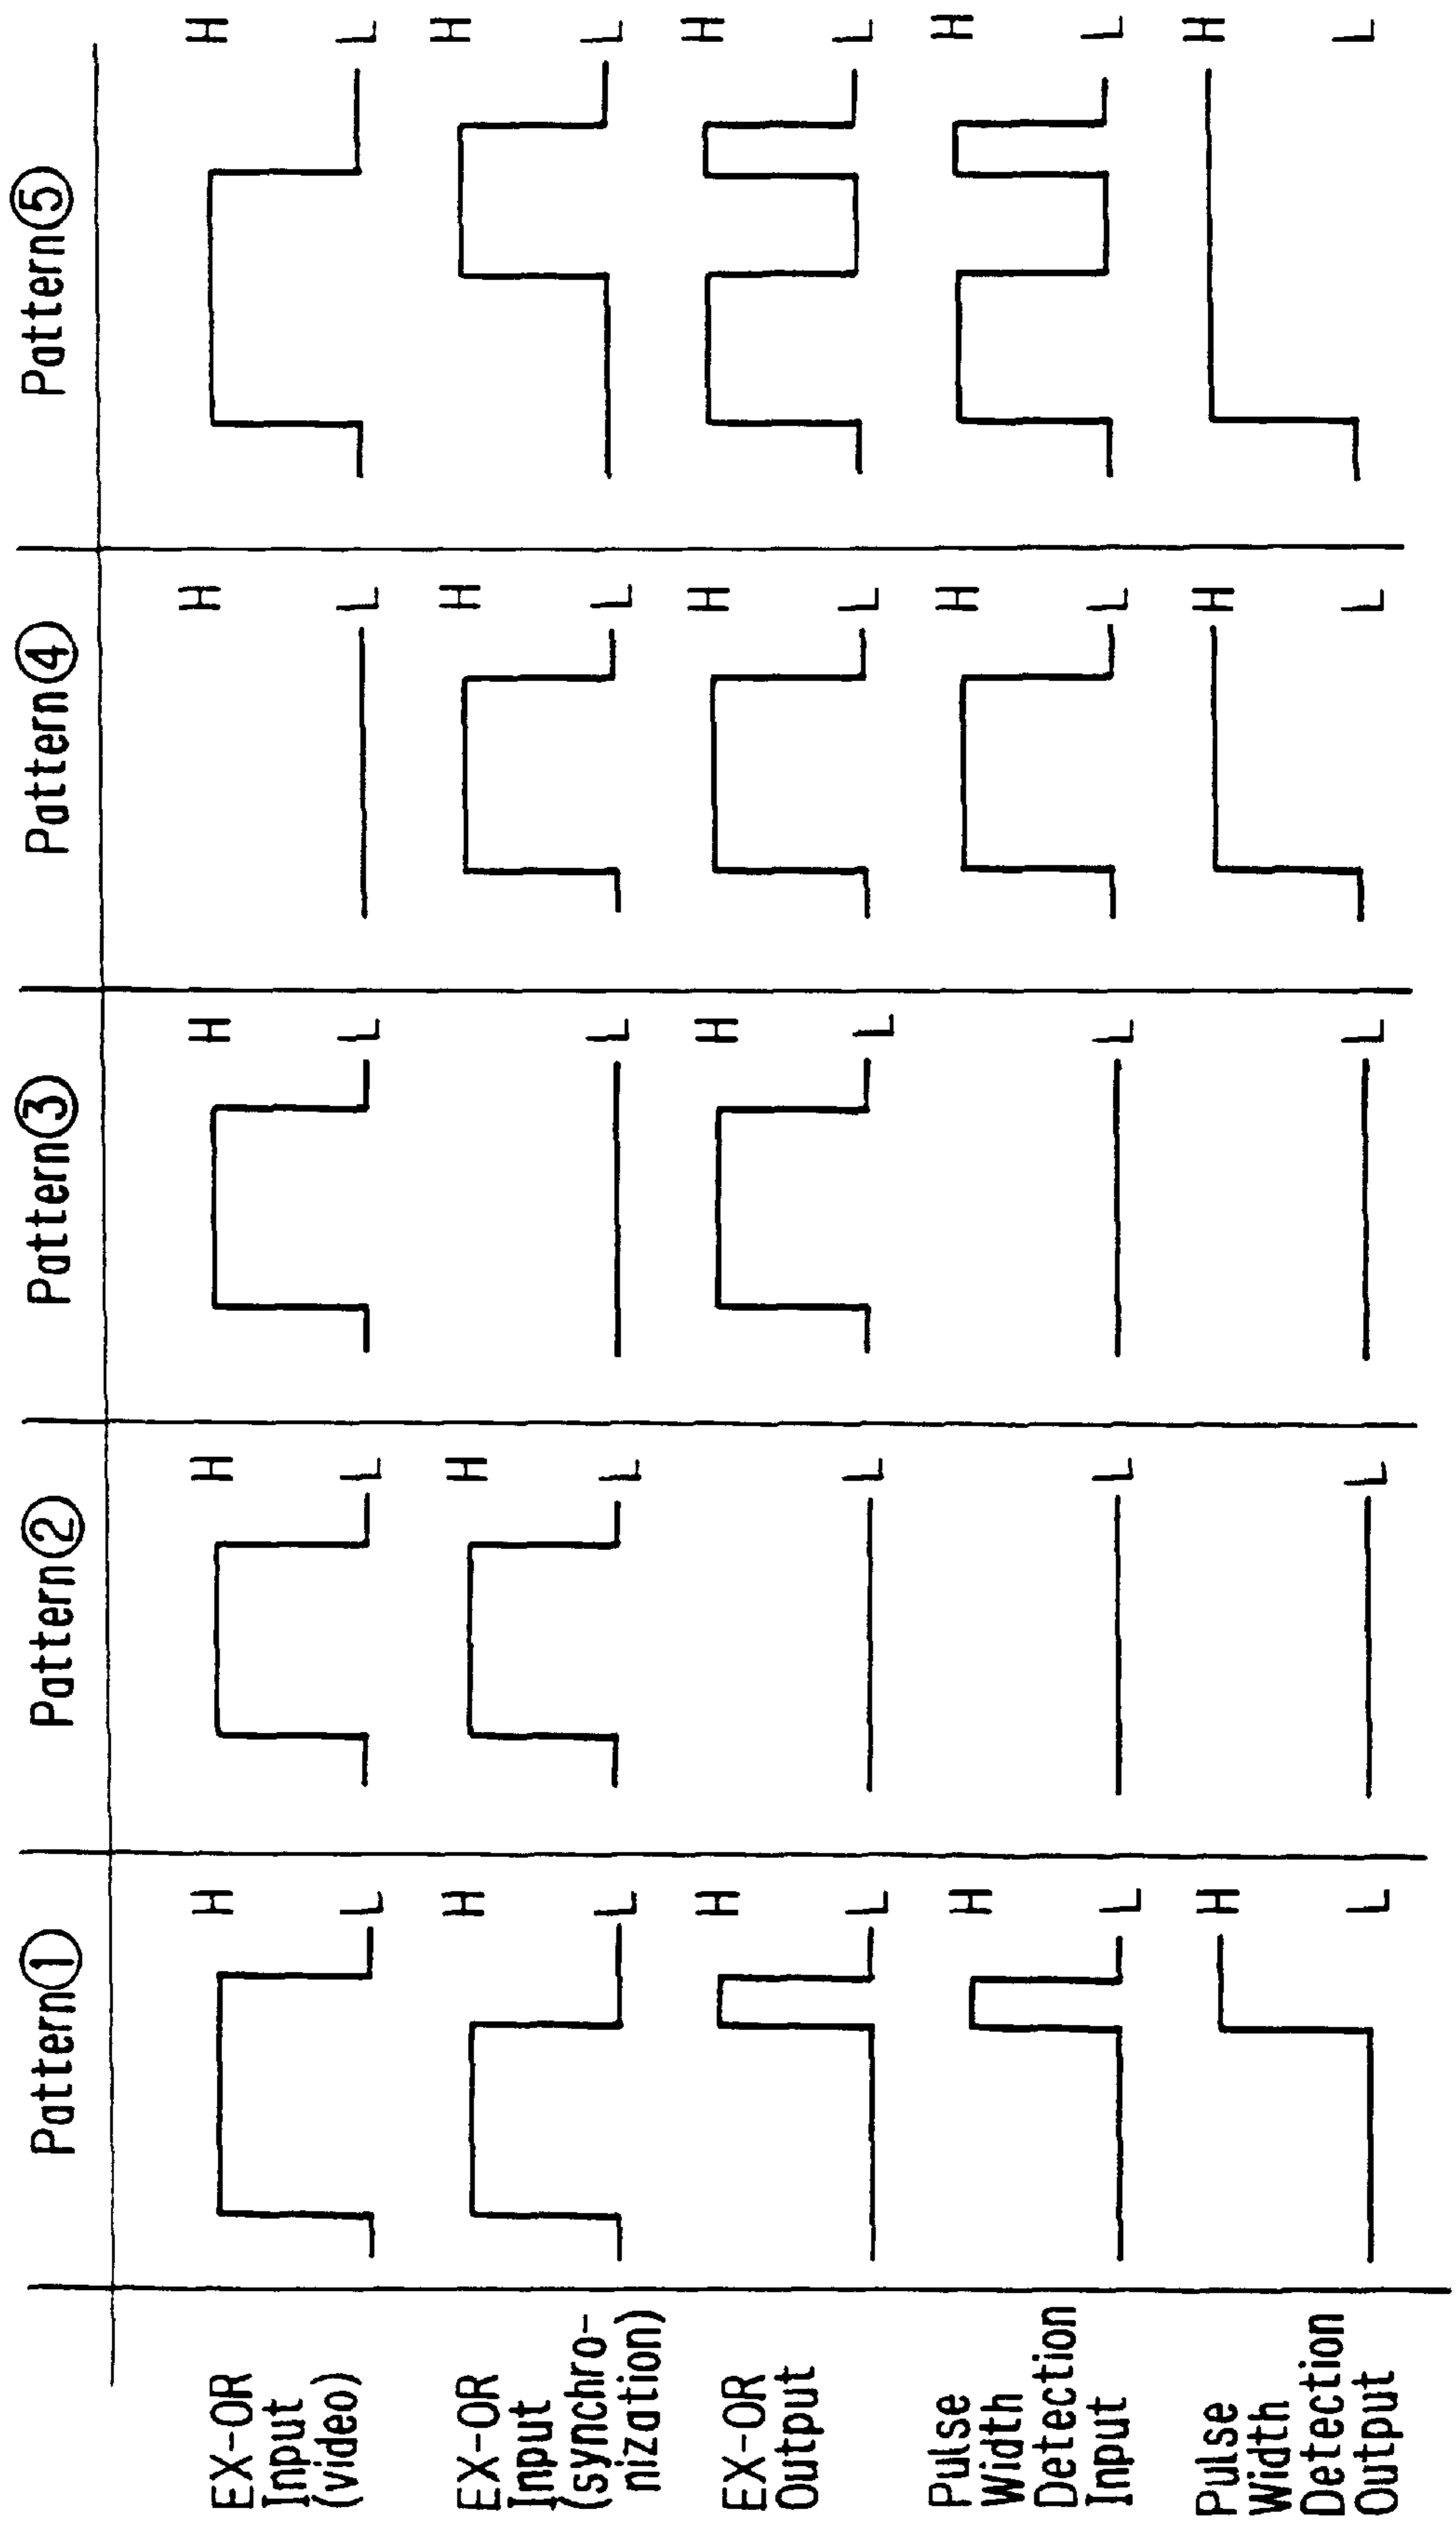 Pattern①
Pattern②
Pattern③
Pattern④
Pattern⑤
EX-OR
Input
(video)
H
L
H
L
H
L
H
L
H
L
EX-OR
Input
(synchro-
nization)
H
L
H
L
L
H
L
H
L
EX-OR
Output
H
L
L
H
L
H
L
H
L
Pulse
Width
Detection
Input
H
L
L
L
H
L
H
L
Pulse
Width
Detection
Output
H
L
L
L
H
L
H
L